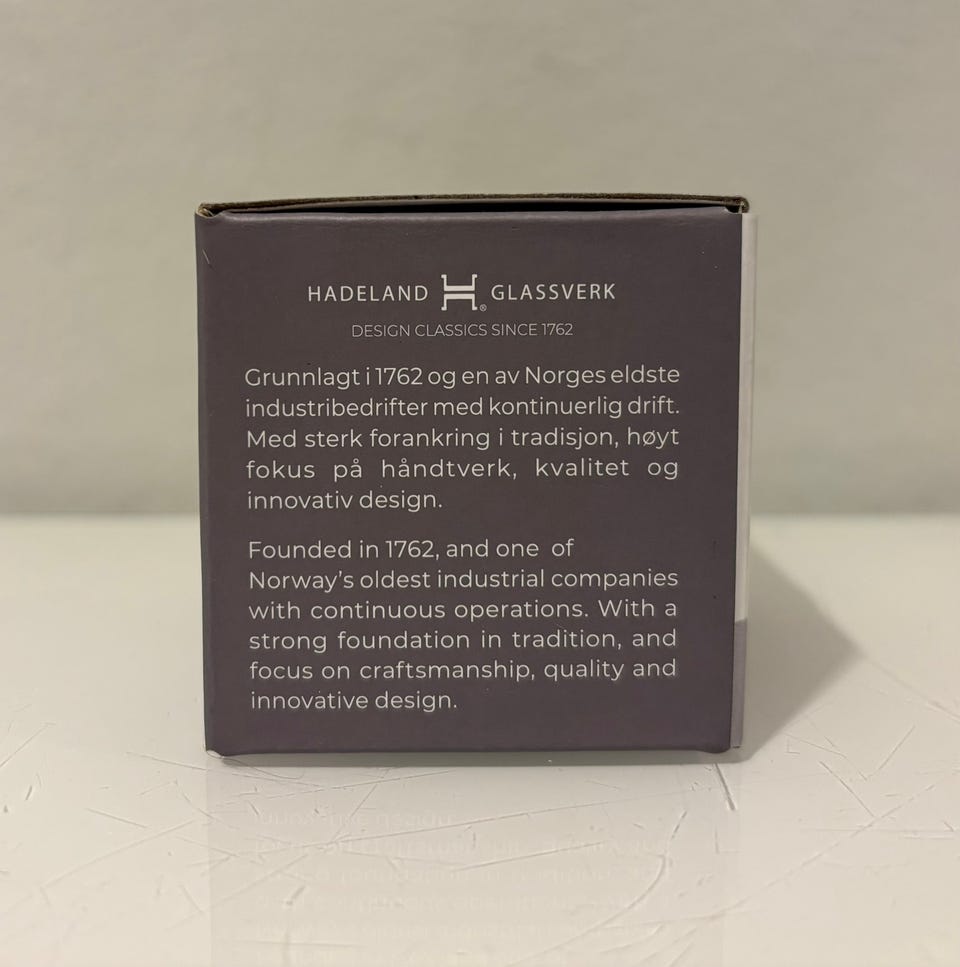 HADELAND H® GLASSVERK
DESIGN CLASSICS SINCE 1762
Grunnlagt i 1762 og en av Norges eldste
industribedrifter med kontinuerlig drift.
Med sterk forankring i tradisjon, høyt
fokus på håndtverk, kvalitet og
innovativ design.
Founded in 1762, and one of
Norway's oldest industrial companies
with continuous operations. With a
strong foundation in tradition, and
focus on craftsmanship, quality and
innovative design.